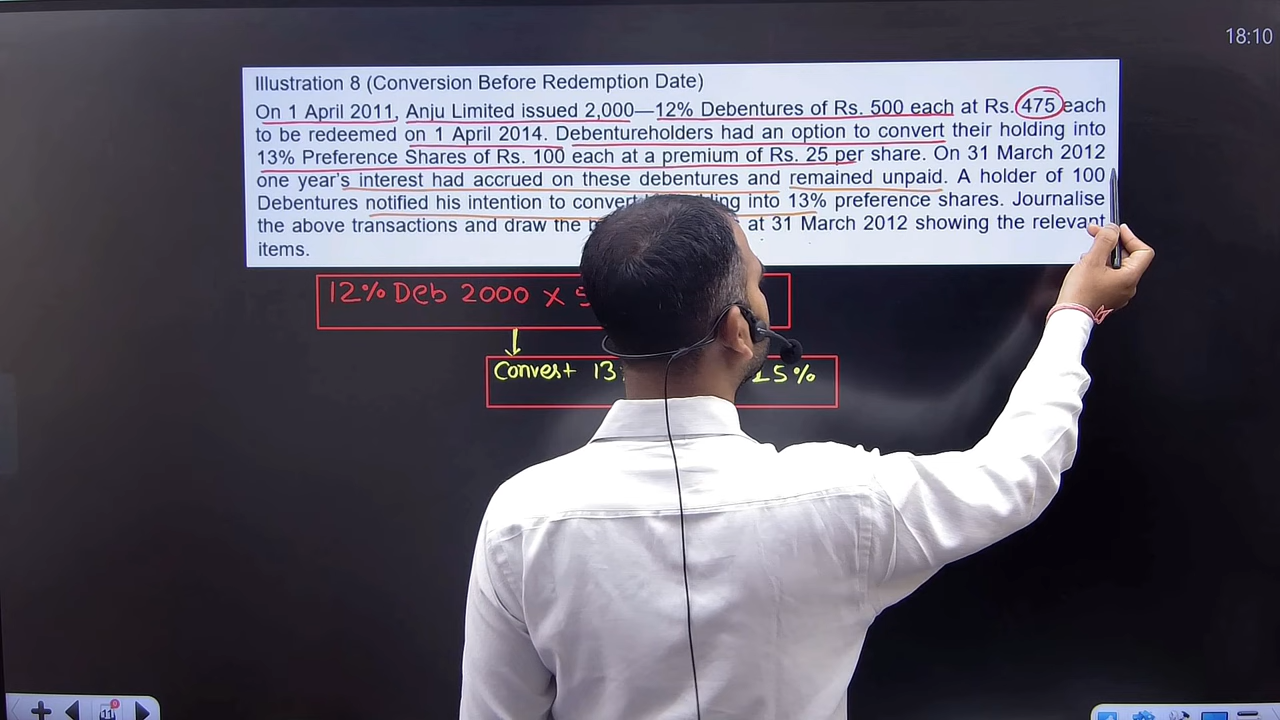 18:10
Illustration 8 (Conversion Before Redemption Date)
On 1 April 2011, Anju Limited issued 2,000—12% Debentures of Rs. 500 each at Rs. 475 each
to be redeemed on 1 April 2014. Debentureholders had an option to convert their holding into
13% Preference Shares of Rs. 100 each at a premium of Rs. 25 per share. On 31 March 2012
one year's interest had accrued on these debentures and remained unpaid. A holder of 100
Debentures notified his intention to convert into 13% preference shares. Journalise
the above transactions and draw the at 31 March 2012 showing the relevant
items.
12% Deb 2000 x
Convest 13
11